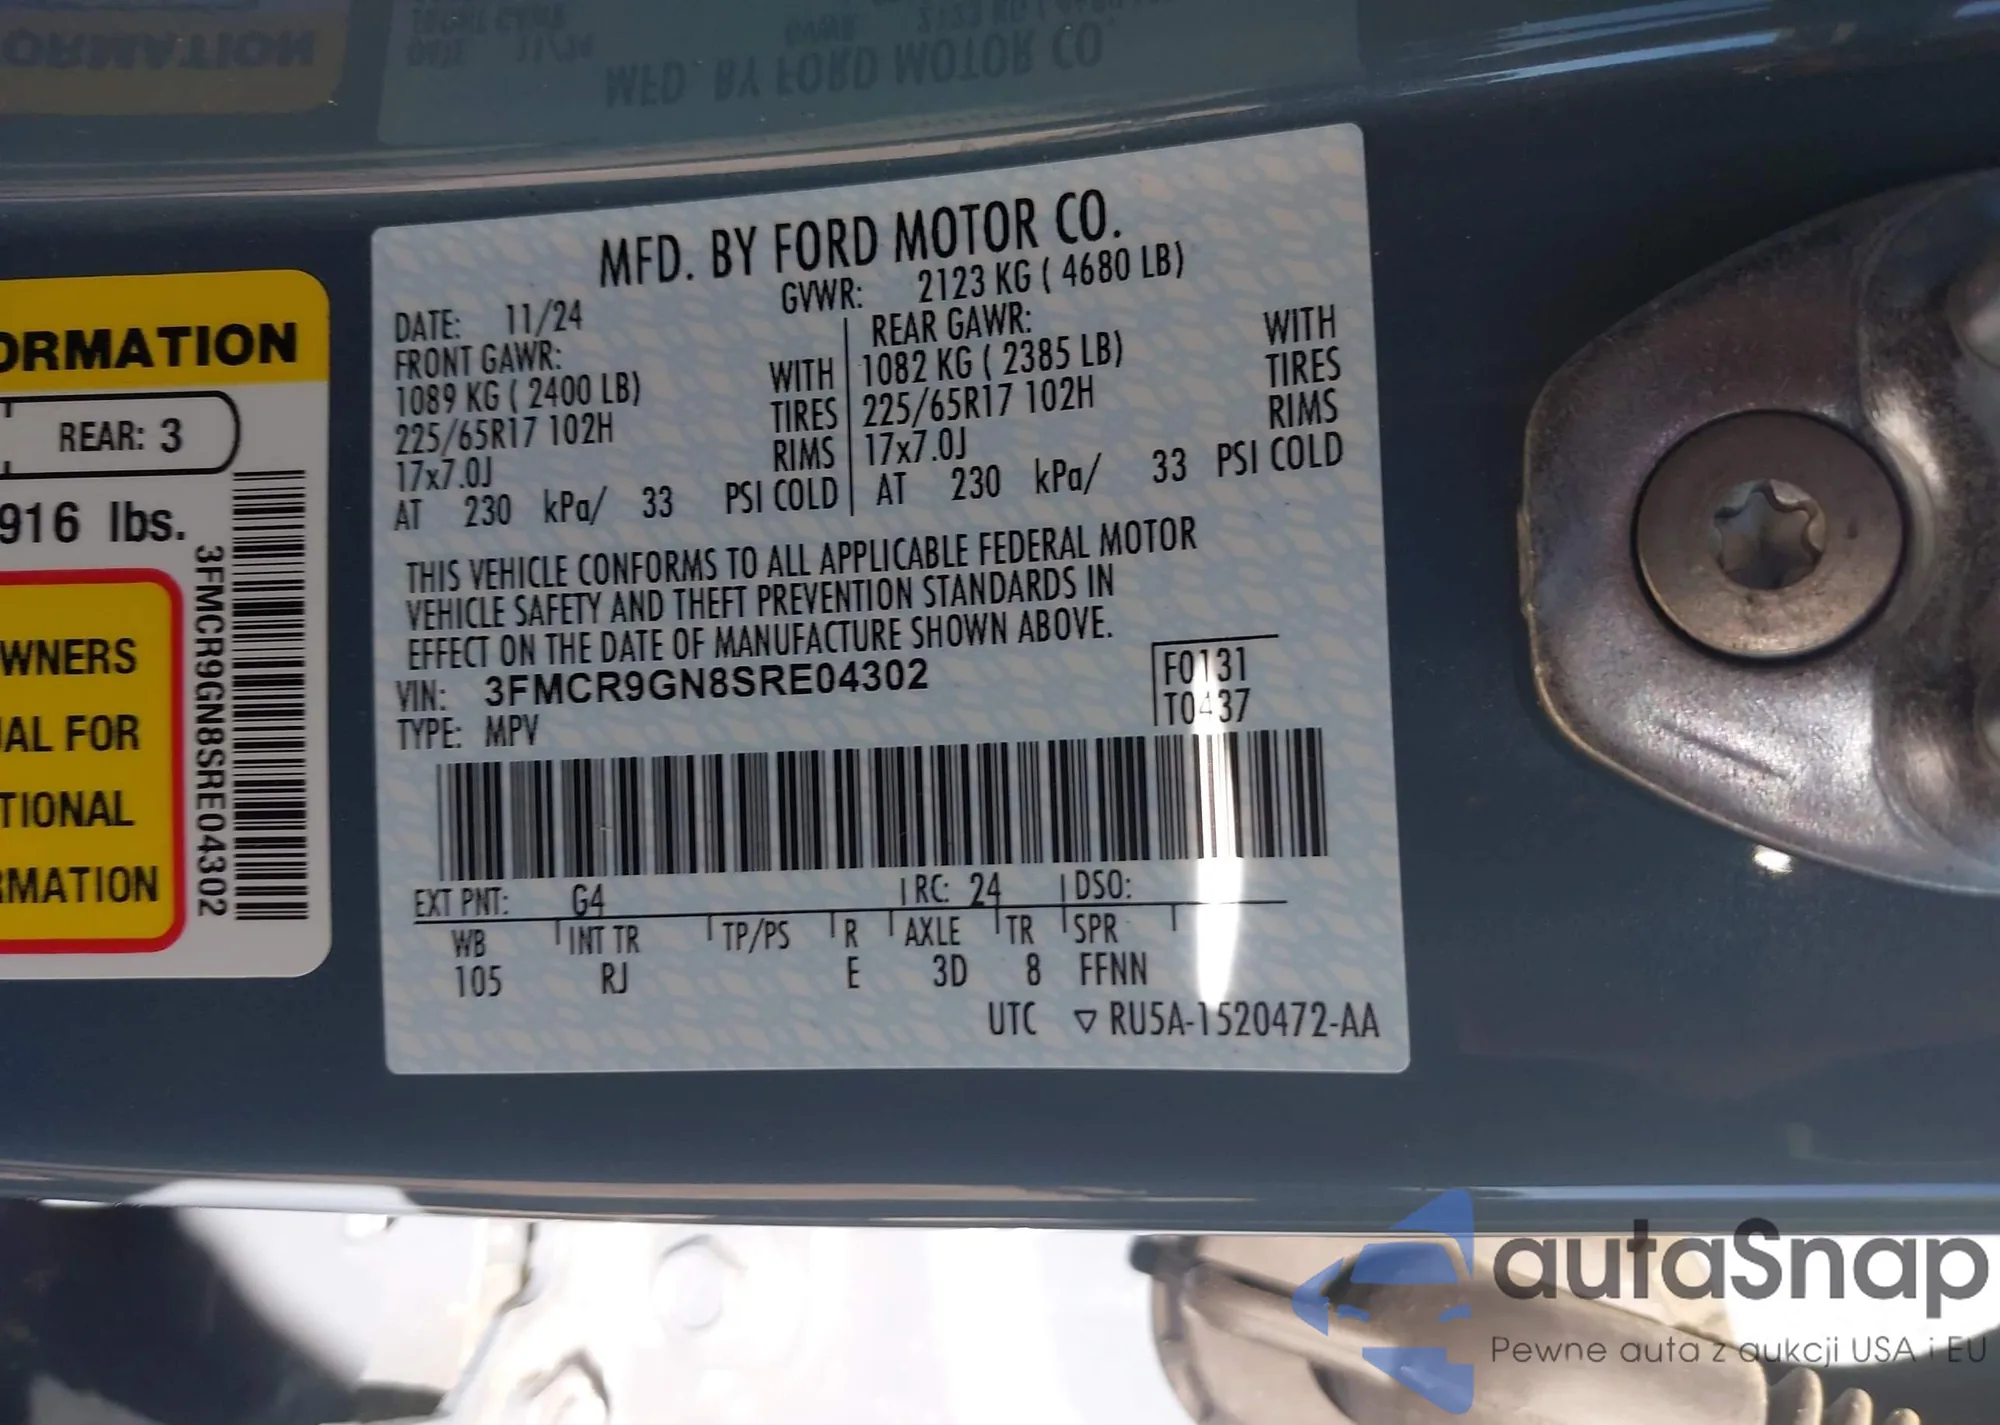 ORMATION
REAR: 3
916 lbs.
WNERS
UAL FOR
TIONAL
RMATION
3FMCR9GN8SRE04302
MFD. BY FORD MOTOR CO.
DATE: 11/24
GVWR: 2123 KG ( 4680 LB)
FRONT GAWR:
1089 KG ( 2400 LB) WITH
225/65R17 102H TIRES
17x7.0J RIMS
AT 230 kPa/ 33 PSI COLD
REAR GAWR: WITH
1082 KG ( 2385 LB) TIRES
225/65R17 102H RIMS
17x7.0J
AT 230 kPa/ 33 PSI COLD
THIS VEHICLE CONFORMS TO ALL APPLICABLE FEDERAL MOTOR
VEHICLE SAFETY AND THEFT PREVENTION STANDARDS IN
EFFECT ON THE DATE OF MANUFACTURE SHOWN ABOVE.
VIN: 3FMCR9GN8SRE04302
F0131
TYPE: MPV
T0437
EXT PNT: G4 RC: 24 DSO:
WB INT TR TP/PS R AXLE TR SPR
105 RJ E 3D 8 FFNN
UTC ▽ RU5A-1520472-AA
autaSnap
Pewne auta z aukcji USA i EU